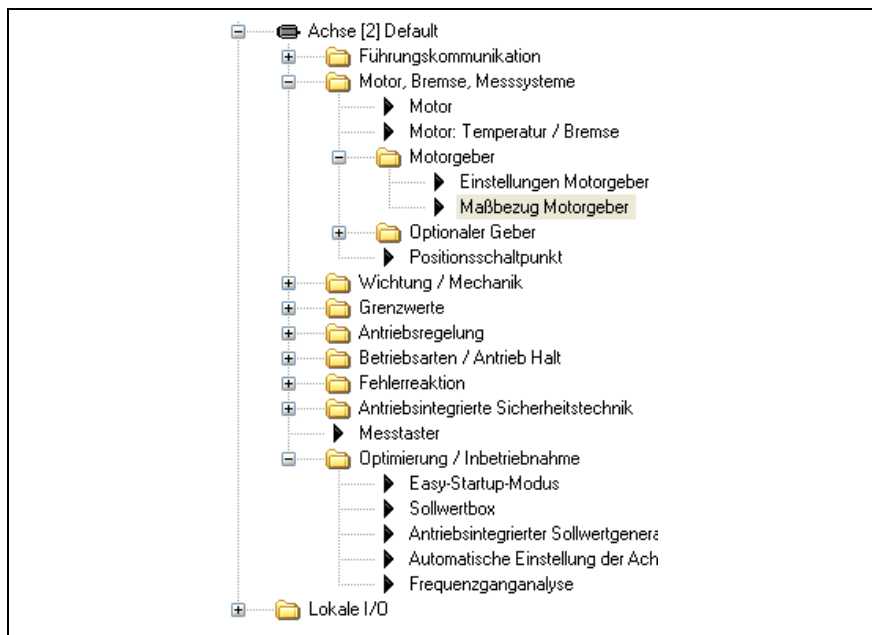 Achse [2] Default
Führungskommunikation
Motor, Bremse, Messsysteme
Motor
Motor: Temperatur / Bremse
Motorgeber
Einstellungen Motorgeber
Maßbezug Motorgeber
Optionaler Geber
Positionsschaltpunkt
Wichtung / Mechanik
Grenzwerte
Antriebsregelung
Betriebsarten / Antrieb Halt
Fehlerreaktion
Antriebsintegrierte Sicherheitstechnik
Messtaster
Optimierung / Inbetriebnahme
Easy-Startup-Modus
Sollwertbox
Antriebsintegrierter Sollwertgenera
Automatische Einstellung der Ach
Frequenzganganalyse
Lokale I/O